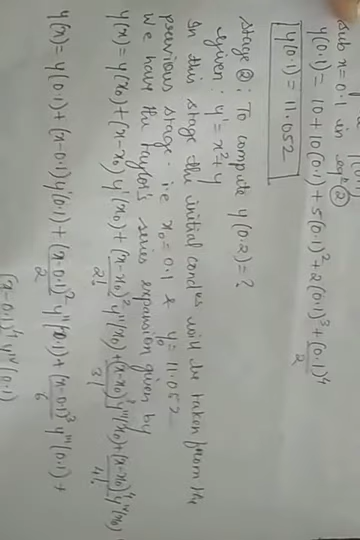 sub x=0.1 in eqn ②
y(0.1) = 10+10(0.1)+5(0.1)²+2(0.1)³+(0.1)⁴/2
y(0.1) = 11.052
Stage ②: To compute y(0.2)=?
given: y'=x²+y
In this stage the initial condns will be taken from the
previous stage. i.e x₀=0.1 & y₀=11.052
We have the Taylor's series expansion given by
y(x) = y(x₀)+(x-x₀)y'(x₀)+(x-x₀)²/2! y''(x₀)+(x-x₀)³/3! y'''(x₀)+(x-x₀)⁴/4! y''''(x₀)
y(x) = y(0.1)+(x-0.1)y'(0.1)+(x-0.1)²/2 y''(0.1)+(x-0.1)³/6 y'''(0.1)+
(x-0.1)⁴ y''''(0.1)